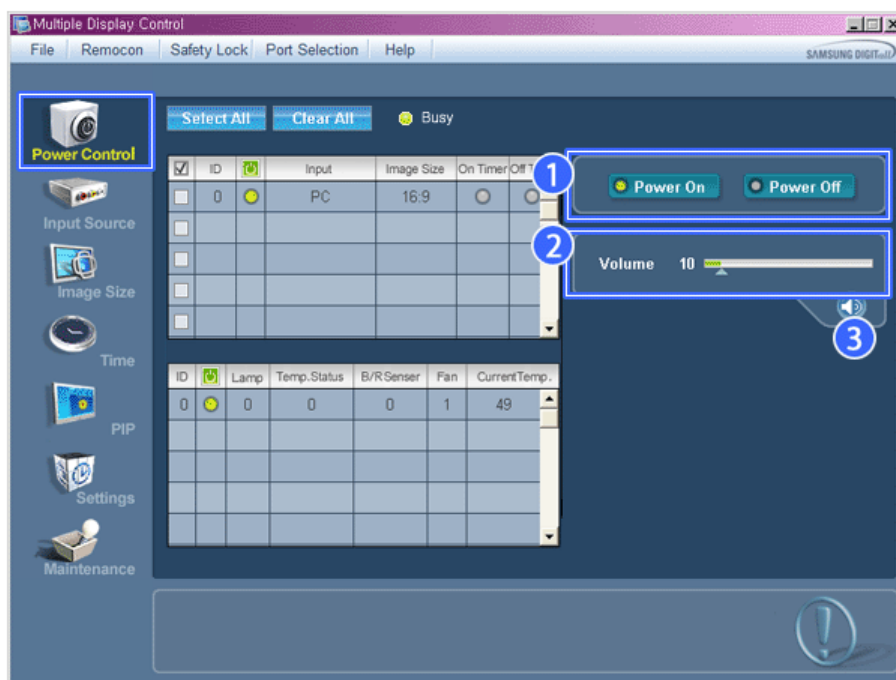 Multiple Display Control
File Remocon Safety Lock Port Selection Help
SAMSUNG DIGITall
Power Control
Input Source
Image Size
Time
PIP
Settings
Maintenance
Select All Clear All Busy
ID Input Image Size On Timer Off T
0 PC 16:9
ID Lamp Temp.Status B/RSenser Fan CurrentTemp.
0 0 0 0 1 49
1
Power On Power Off
2
Volume 10
3